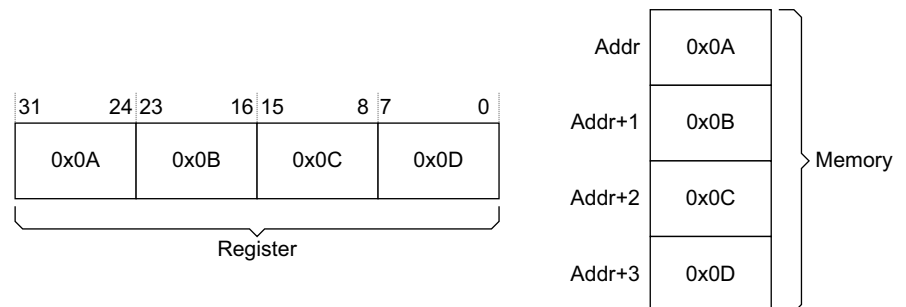 31 24 23 16 15 8 7 0
0x0A 0x0B 0x0C 0x0D
Register
Addr 0x0A
Addr+1 0x0B
Addr+2 0x0C
Addr+3 0x0D
Memory